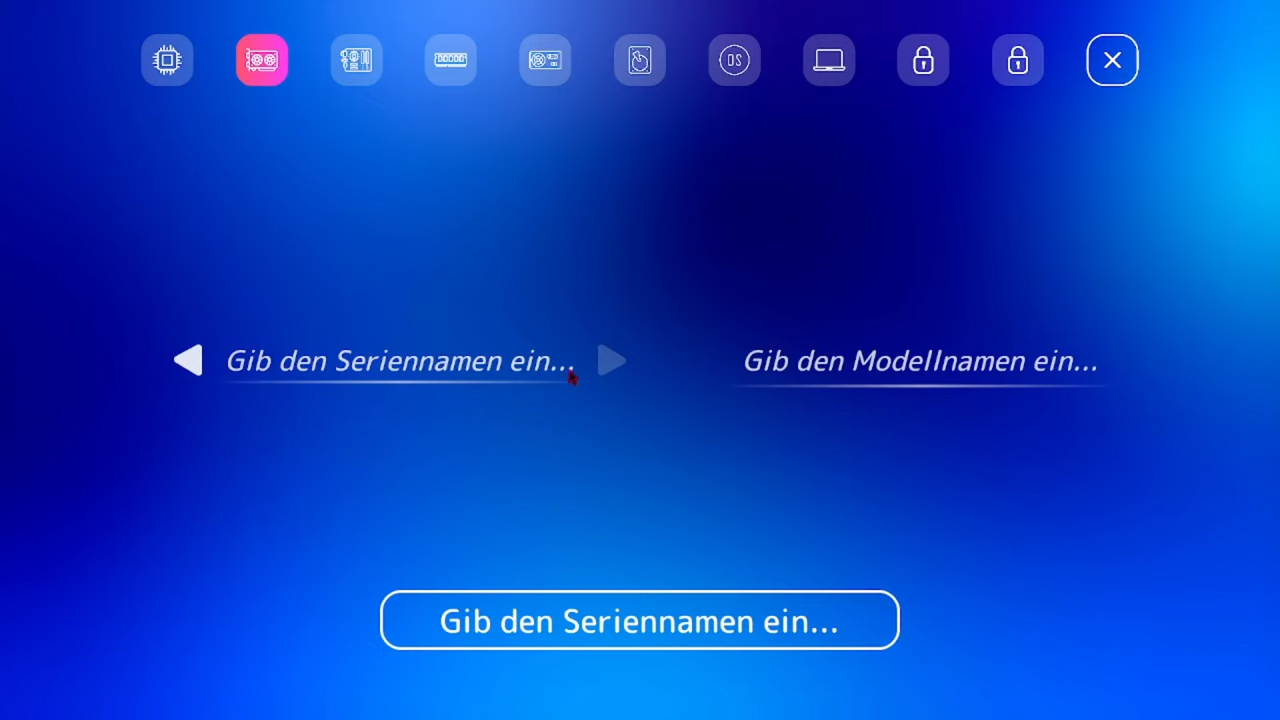 OS
Gib den Seriennamen ein...
Gib den Modellnamen ein...
Gib den Seriennamen ein...